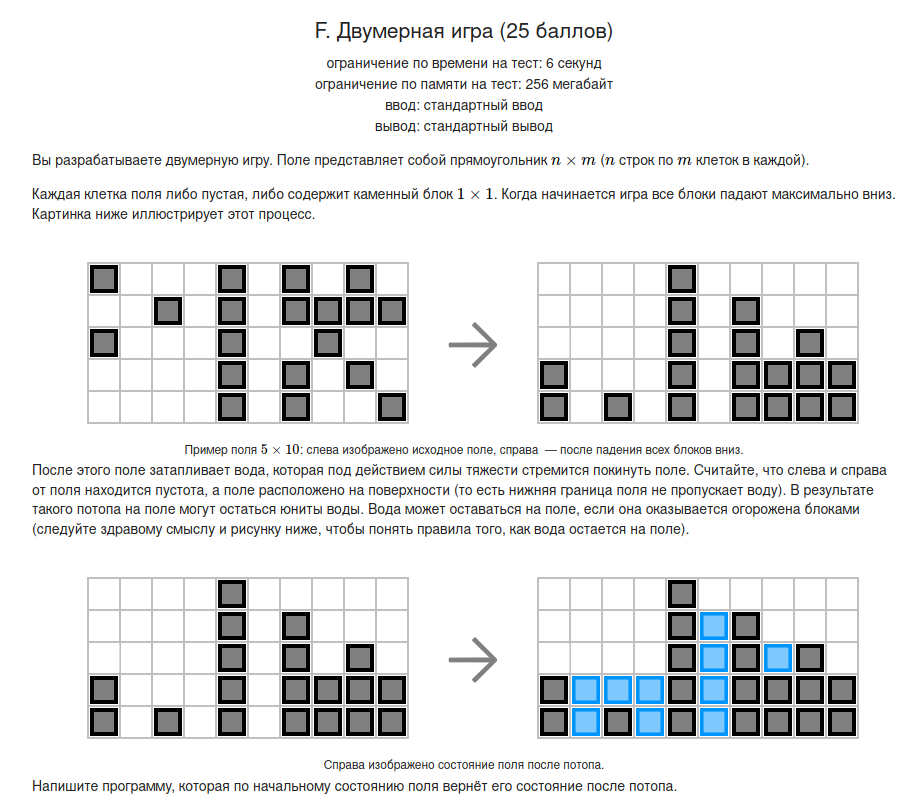 F. Двумерная игра (25 баллов)
ограничение по времени на тест: 6 секунд
ограничение по памяти на тест: 256 мегабайт
ввод: стандартный ввод
вывод: стандартный вывод
Вы разрабатываете двумерную игру. Поле представляет собой прямоугольник n × m (n строк по m клеток в каждой).
Каждая клетка поля либо пустая, либо содержит каменный блок 1 × 1. Когда начинается игра все блоки падают максимально вниз.
Картинка ниже иллюстрирует этот процесс.
Пример поля 5 × 10: слева изображено исходное поле, справа — после падения всех блоков вниз.
После этого поле затапливает вода, которая под действием силы тяжести стремится покинуть поле. Считайте, что слева и справа
от поля находится пустота, а поле расположено на поверхности (то есть нижняя граница поля не пропускает воду). В результате
такого потопа на поле могут остаться юниты воды. Вода может оставаться на поле, если она оказывается огорожена блоками
(следуйте здравому смыслу и рисунку ниже, чтобы понять правила того, как вода остается на поле).
Справа изображено состояние поля после потопа.
Напишите программу, которая по начальному состоянию поля вернёт его состояние после потопа.